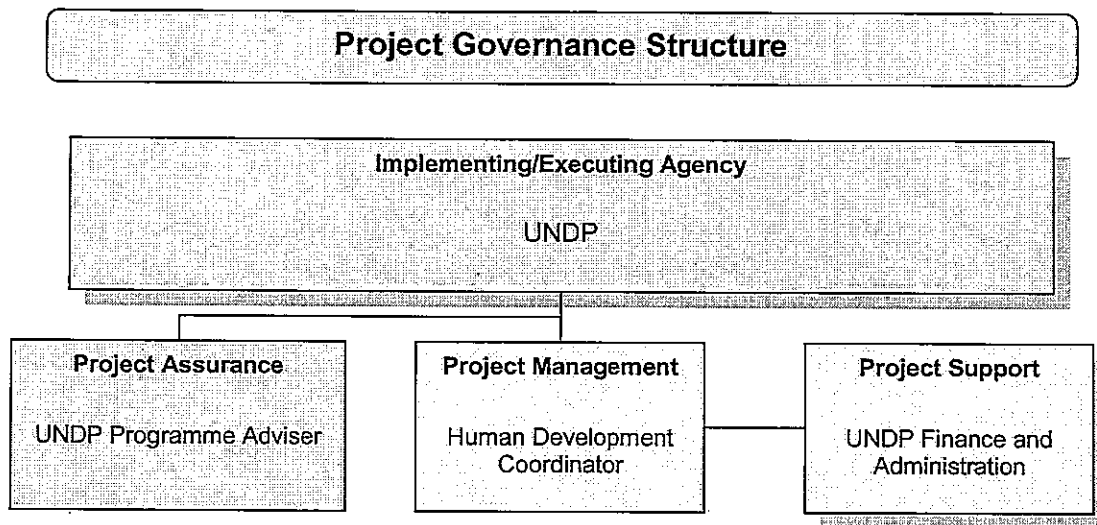 Project Governance Structure
Implementing/Executing Agency
UNDP
Project Assurance
UNDP Programme Adviser
Project Management
Human Development
Coordinator
Project Support
UNDP Finance and
Administration